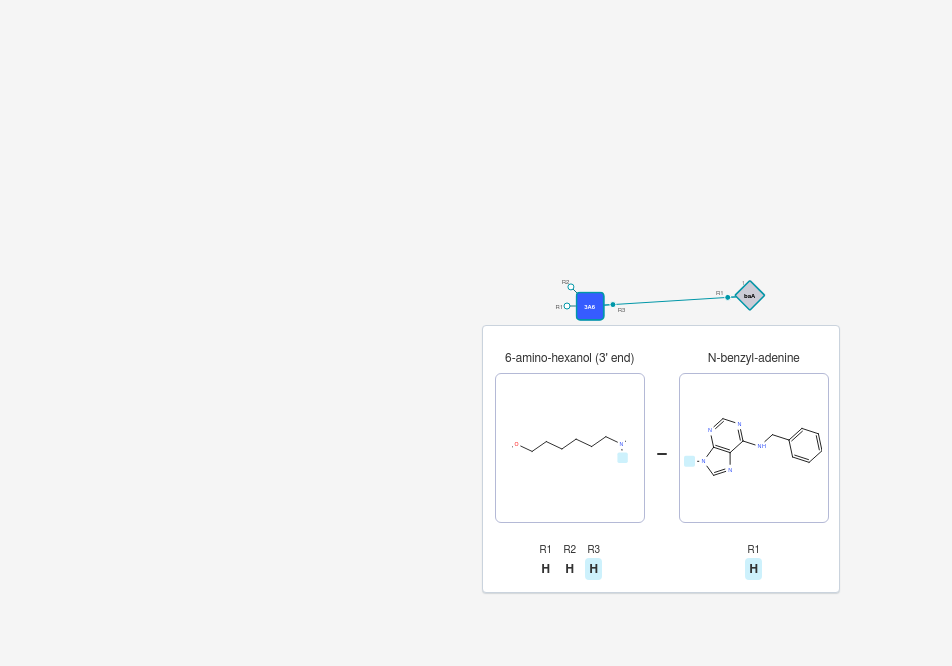 R2
R1
3A6
R3
R1
baA
6-amino-hexanol (3' end)
N-benzyl-adenine
O
N
N
N
N
N
NH
–
R1 R2 R3
H H H
R1
H